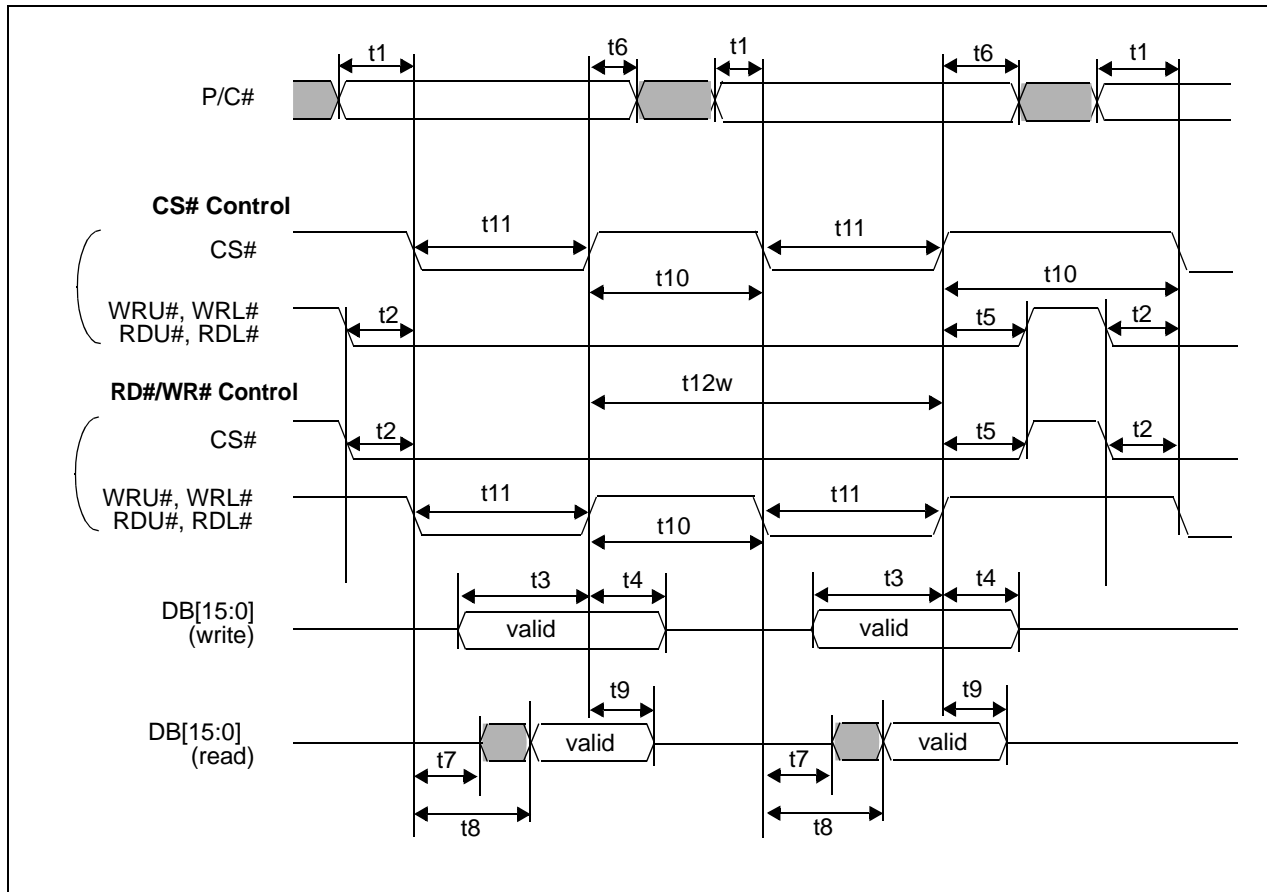 t1 t6 t1 t6 t1
P/C#
CS# Control
CS#
t11 t11
t10 t10
WRU#, WRL#
RDU#, RDL#
t2 t5 t2
RD#/WR# Control
t12w
CS#
t2 t5 t2
WRU#, WRL#
RDU#, RDL#
t11 t11
t10
t3 t4 t3 t4
DB[15:0]
(write)
valid valid
t9 t9
DB[15:0]
(read)
valid valid
t7 t7
t8 t8